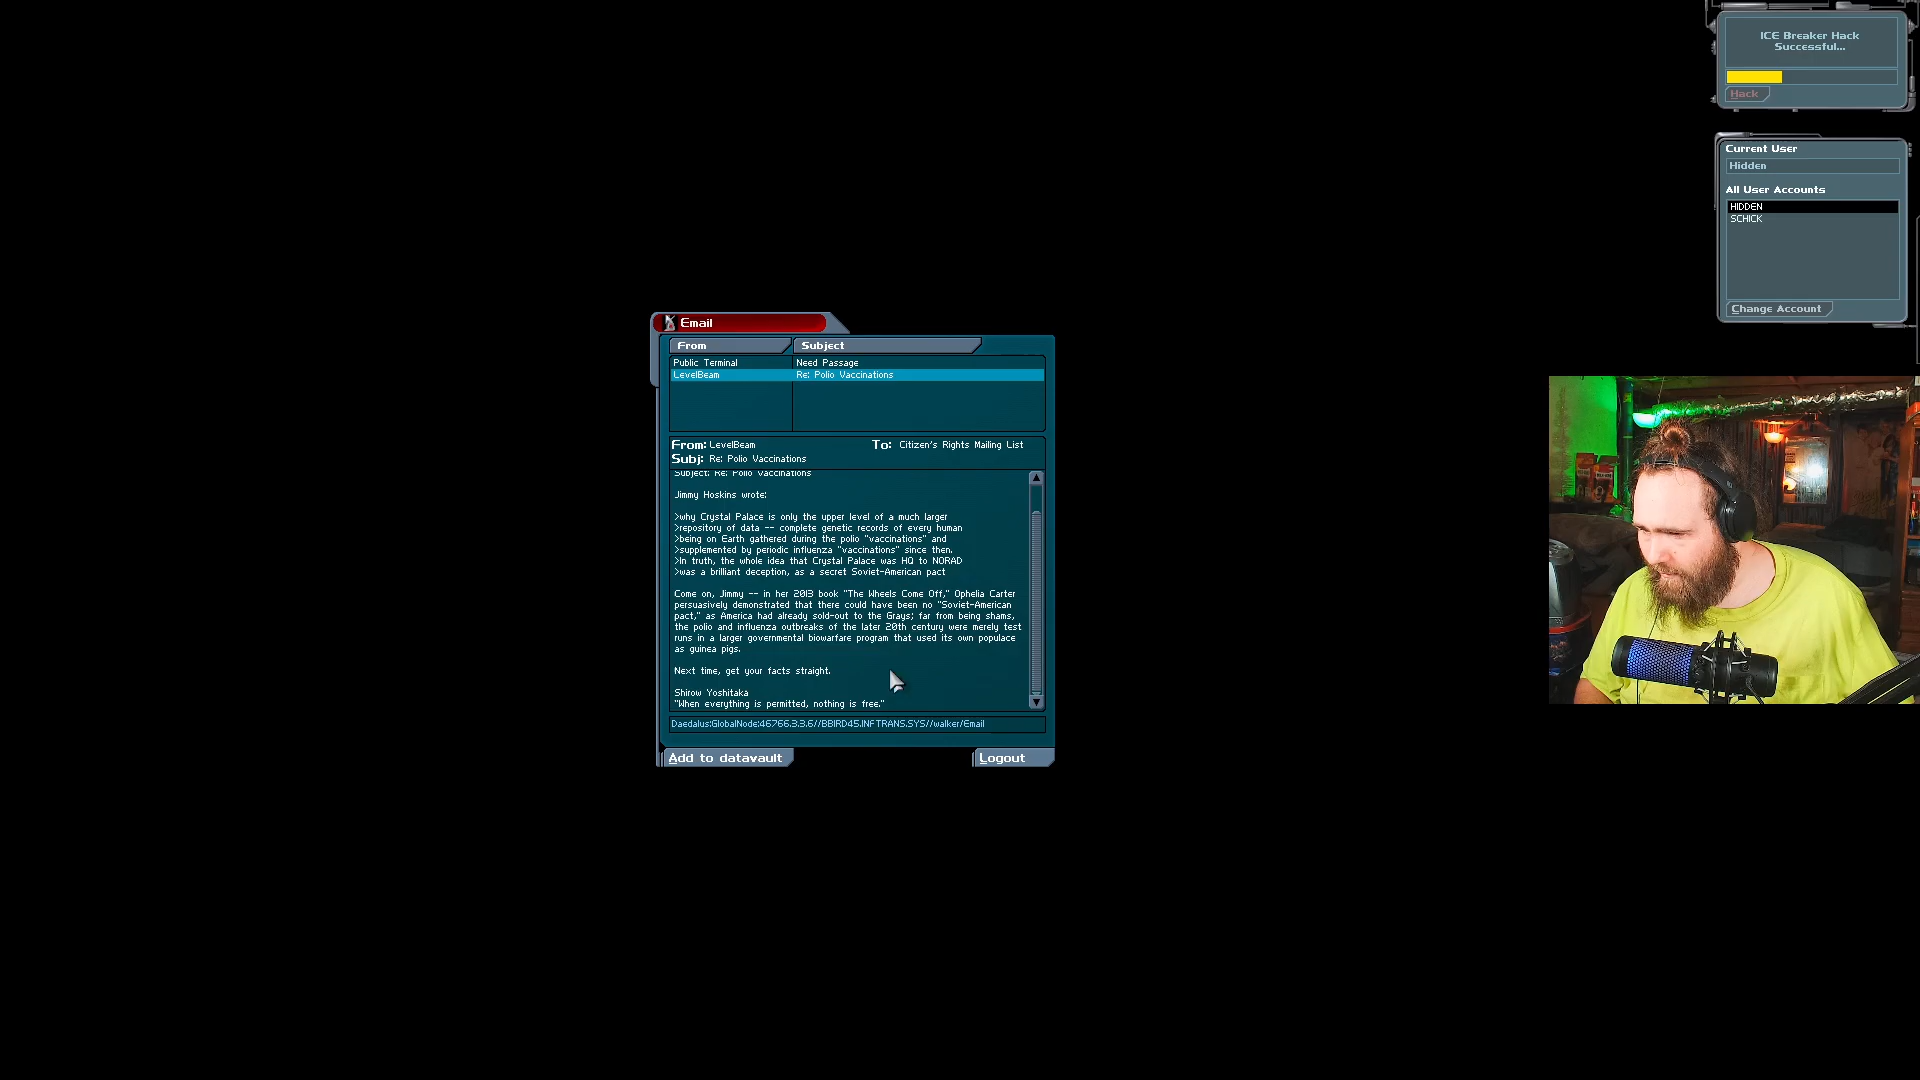 ICE Breaker Hack
Successful...
Hack
Current User
Hidden
All User Accounts
HIDDEN
SCHICK
Change Account
Email
From Subject
Public Terminal Need Passage
LevelBeam Re: Polio Vaccinations
From: LevelBeam To: Citizen's Rights Mailing List
Subj: Re: Polio Vaccinations
Subject: Re: Polio Vaccinations
Jimmy Hoskins wrote:
>why Crystal Palace is only the upper level of a much larger
>repository of data -- complete genetic records of every human
>being on Earth gathered during the polio "vaccinations" and
>supplemented by periodic influenza "vaccinations" since then.
>In truth, the whole idea that Crystal Palace was HQ to NORAD
>was a brilliant deception, as a secret Soviet-American pact
Come on, Jimmy -- in her 2013 book "The Wheels Come Off," Ophelia Carter
persuasively demonstrated that there could have been no "Soviet-American
pact," as America had already sold-out to the Grays; far from being shams,
the polio and influenza outbreaks of the later 20th century were merely test
runs in a larger governmental biowarfare program that used its own populace
as guinea pigs.
Next time, get your facts straight.
Shirow Yoshitaka
"When everything is permitted, nothing is free."
Daedalus:GlobalNode:46766.3.3.6//BBIRD45.INFTRANS.SYS//walker/Email
Add to datavault
Logout